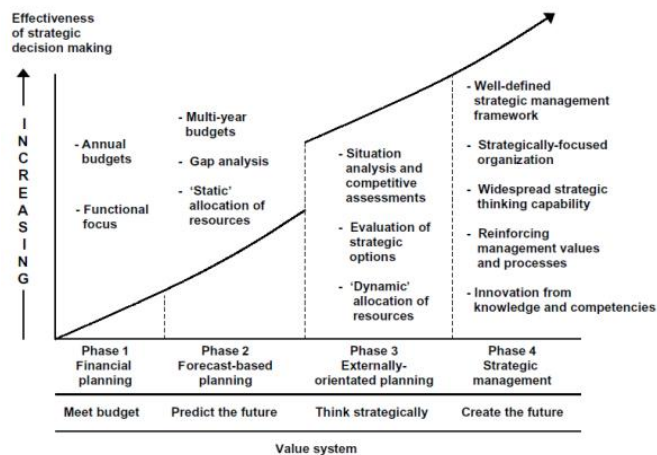 Effectiveness
of strategic
decision making
INCREASING
- Annual
budgets
- Functional
focus
- Multi-year
budgets
- Gap analysis
- ‘Static’
allocation of
resources
- Situation
analysis and
competitive
assessments
- Evaluation of
strategic
options
- ‘Dynamic’
allocation of
resources
- Well-defined
strategic management
framework
- Strategically-focused
organization
- Widespread strategic
thinking capability
- Reinforcing
management values
and processes
- Innovation from
knowledge and competencies
Phase 1
Financial
planning
Phase 2
Forecast-based
planning
Phase 3
Externally-
orientated planning
Phase 4
Strategic
management
Meet budget
Predict the future
Think strategically
Create the future
Value system